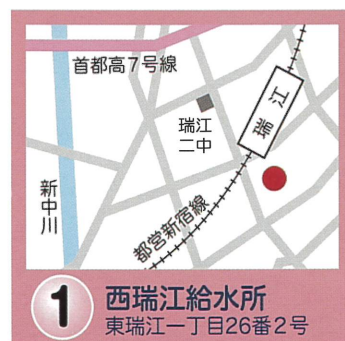 首都高7号線
瑞江
二中
瑞江
新中川
都営新宿線
1
西瑞江給水所
東瑞江一丁目26番2号